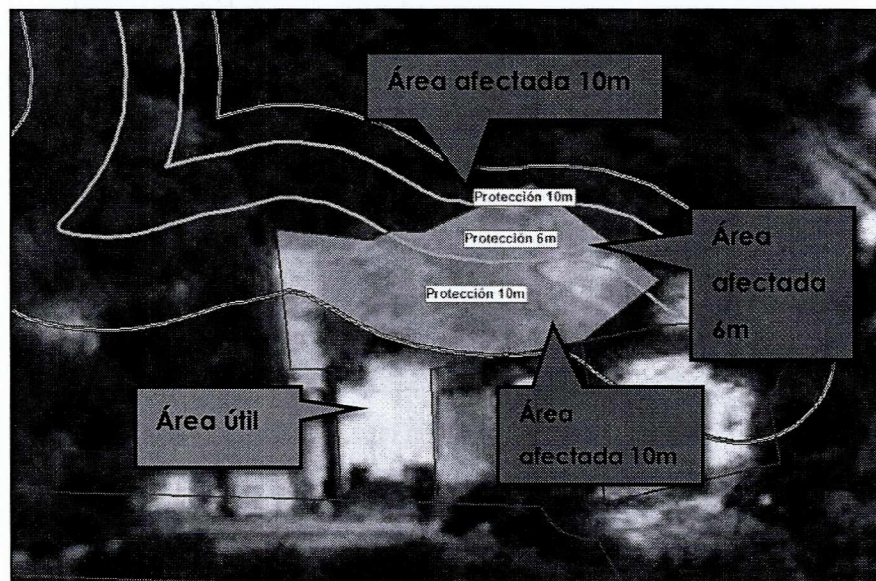 Área afectada 10m
Protección 10m
Protección 6m
Área
afectada
6m
Protección 10m
Área útil
Área
afectada 10m